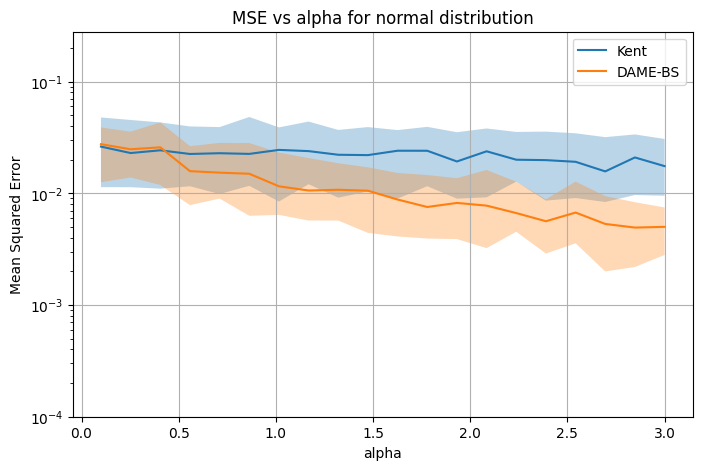 MSE vs alpha for normal distribution
Kent
DAME-BS
Mean Squared Error
10⁻¹
10⁻²
10⁻³
10⁻⁴
0.0 0.5 1.0 1.5 2.0 2.5 3.0
alpha